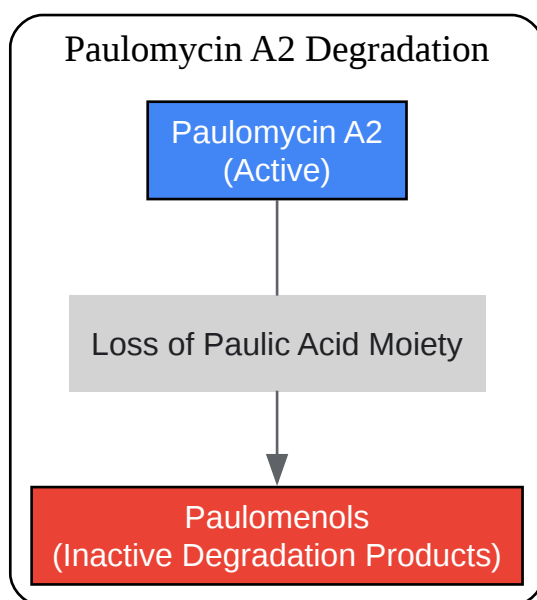 Paulomycin A2 Degradation
Paulomycin A2
(Active)
Loss of Paulic Acid Moiety
Paulomenols
(Inactive Degradation Products)